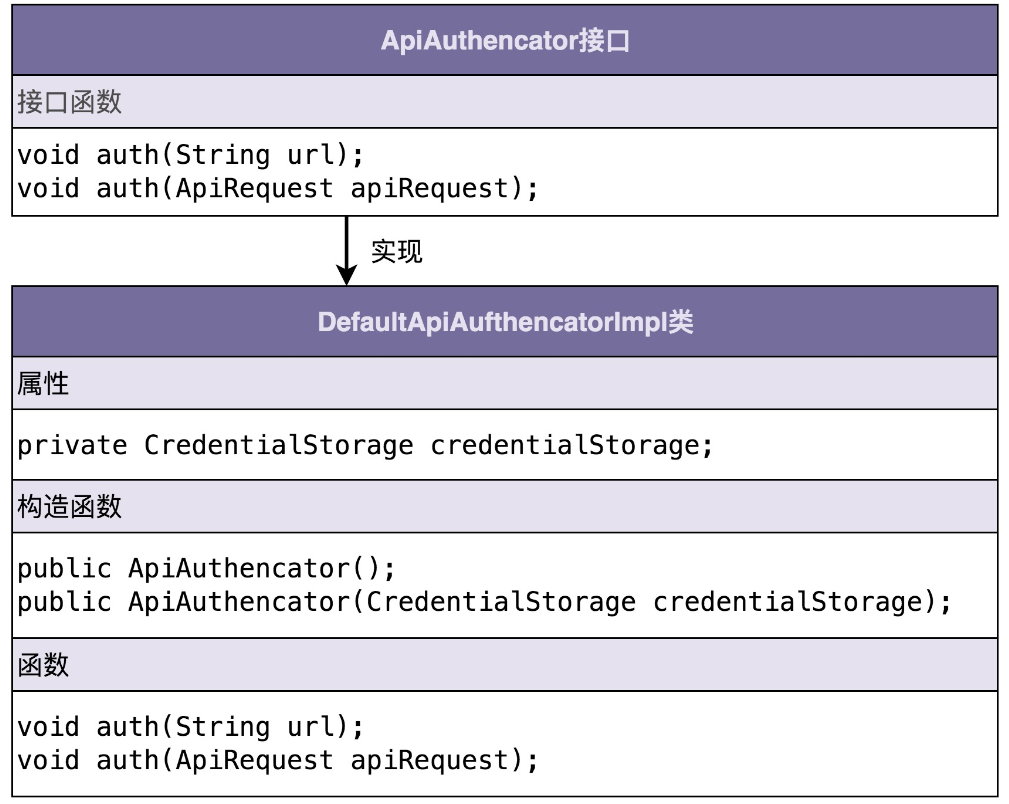 ApiAuthencator接口
接口函数
void auth(String url);
void auth(ApiRequest apiRequest);
实现
DefaultApiAufthencatorImpl类
属性
private CredentialStorage credentialStorage;
构造函数
public ApiAuthencator();
public ApiAuthencator(CredentialStorage credentialStorage);
函数
void auth(String url);
void auth(ApiRequest apiRequest);